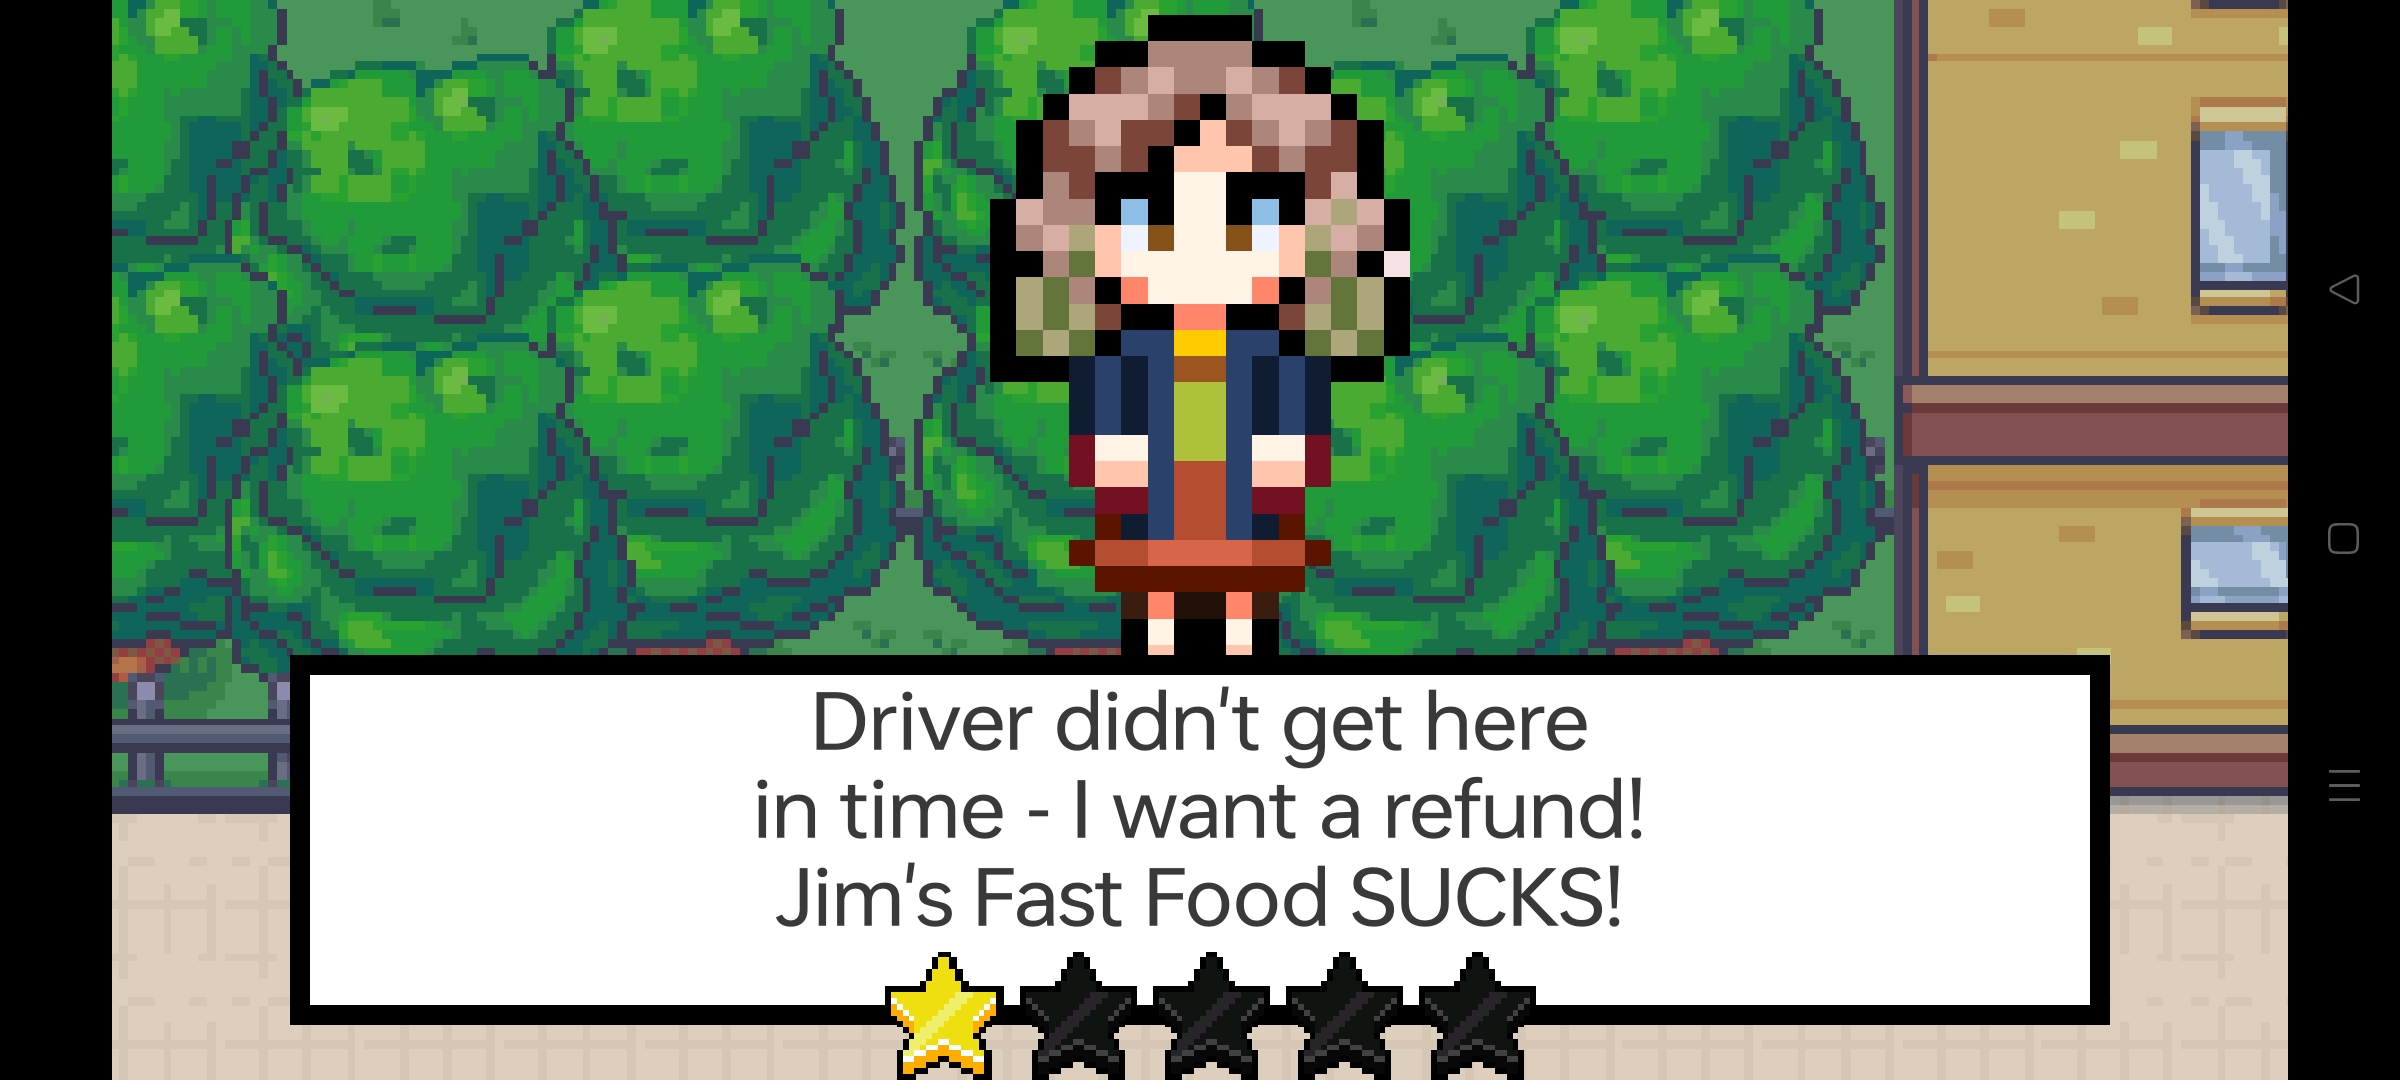 Driver didn't get here
in time - I want a refund!
Jim's Fast Food SUCKS!